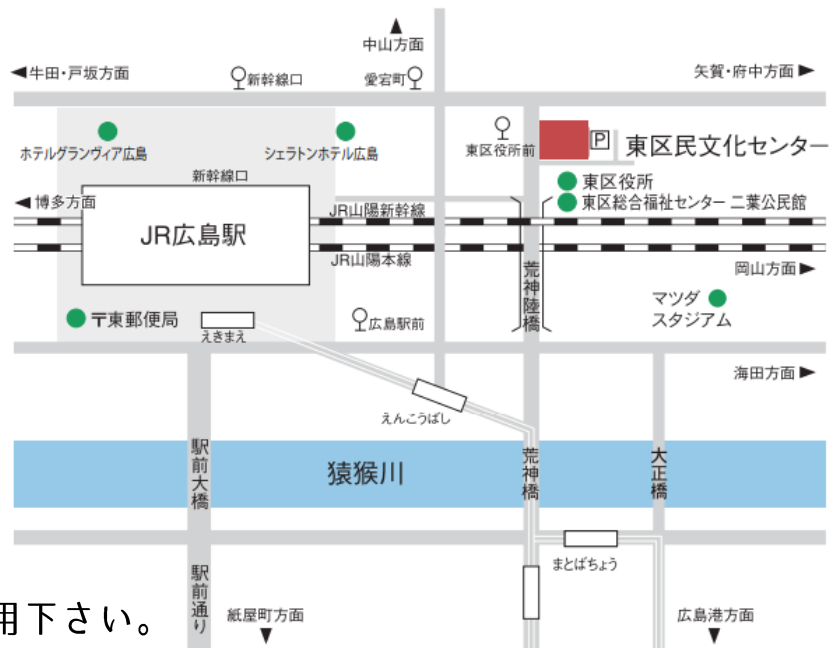 中山方面
牛田・戸坂方面
新幹線口
愛宕町
矢賀・府中方面
東区役所前
P
東区民文化センター
ホテルグランヴィア広島
シェラトンホテル広島
新幹線口
東区役所
東区総合福祉センター 二葉公民館
博多方面
JR山陽新幹線
JR広島駅
JR山陽本線
荒神陸橋
岡山方面
マツダ
スタジアム
〒東郵便局
えきまえ
広島駅前
海田方面
えんこうばし
駅前大橋
猿猴川
荒神橋
大正橋
まとばちょう
駅前通り
用下さい。
紙屋町方面
広島港方面